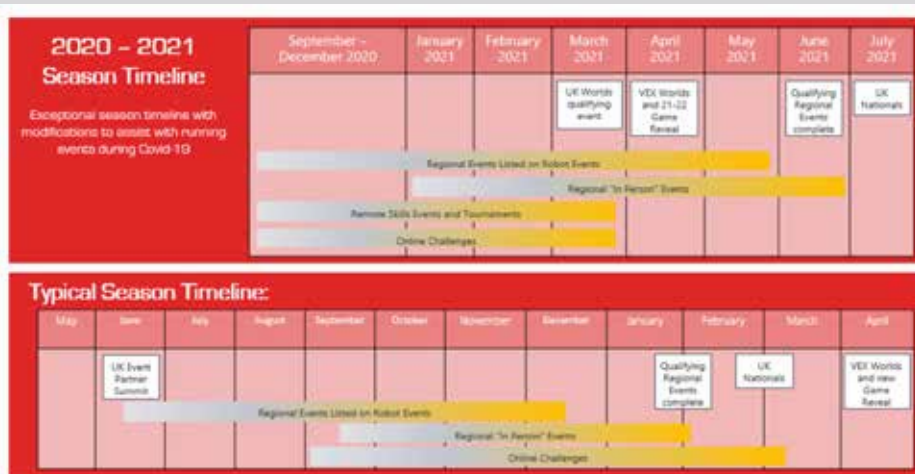 2020 – 2021
Season Timeline
Exceptional season timeline with
modifications to assist with running
events during Covid-19
September –
December 2020
January
2021
February
2021
March
2021
April
2021
May
2021
June
2021
July
2021
UK Worlds
qualifying
event
VEX Worlds
and 21-22
Game
Reveal
Qualifying
Regional
Events
complete
UK
Nationals
Regional Events Listed on Robot Events
Regional "In Person" Events
Remote Skills Events and Tournaments
Online Challenges
Typical Season Timeline:
May
June
July
August
September
October
November
December
January
February
March
April
UK Event
Partner
Summit
Qualifying
Regional
Events
complete
UK
Nationals
VEX Worlds
and new
Game
Reveal
Regional Events Listed on Robot Events
Regional "In Person" Events
Online Challenges